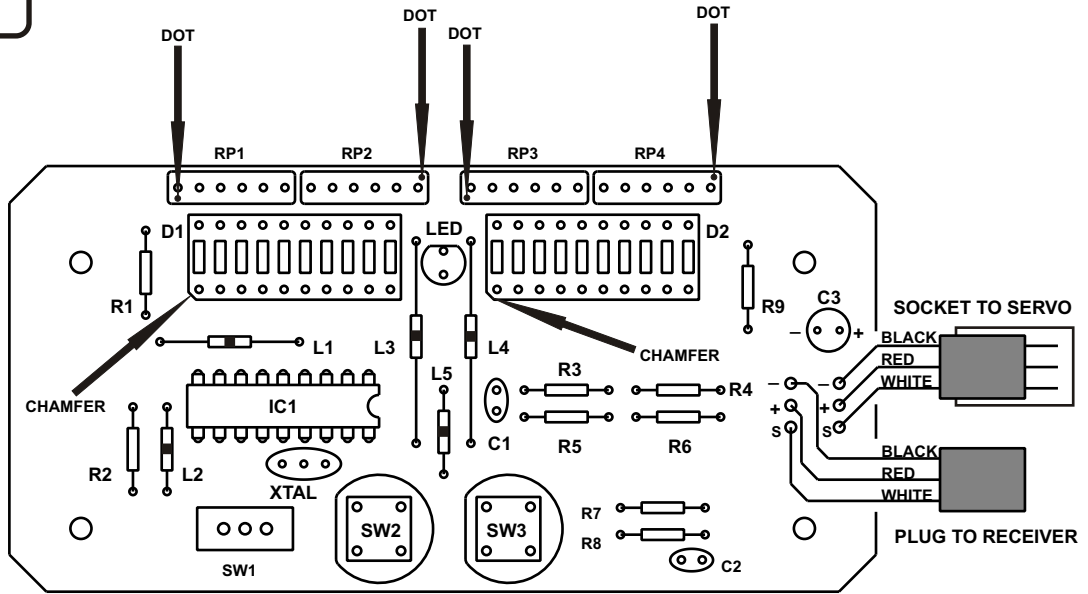 DOT
DOT
DOT
DOT
RP1
RP2
RP3
RP4
D1
LED
D2
R1
R9
C3
SOCKET TO SERVO
– +
BLACK
RED
WHITE
L1
L3
L4
CHAMFER
L5
R3
R4
CHAMFER
IC1
C1
R5
R6
– –
+ +
S S
BLACK
RED
WHITE
R2
L2
XTAL
SW1
SW2
SW3
R7
R8
C2
PLUG TO RECEIVER